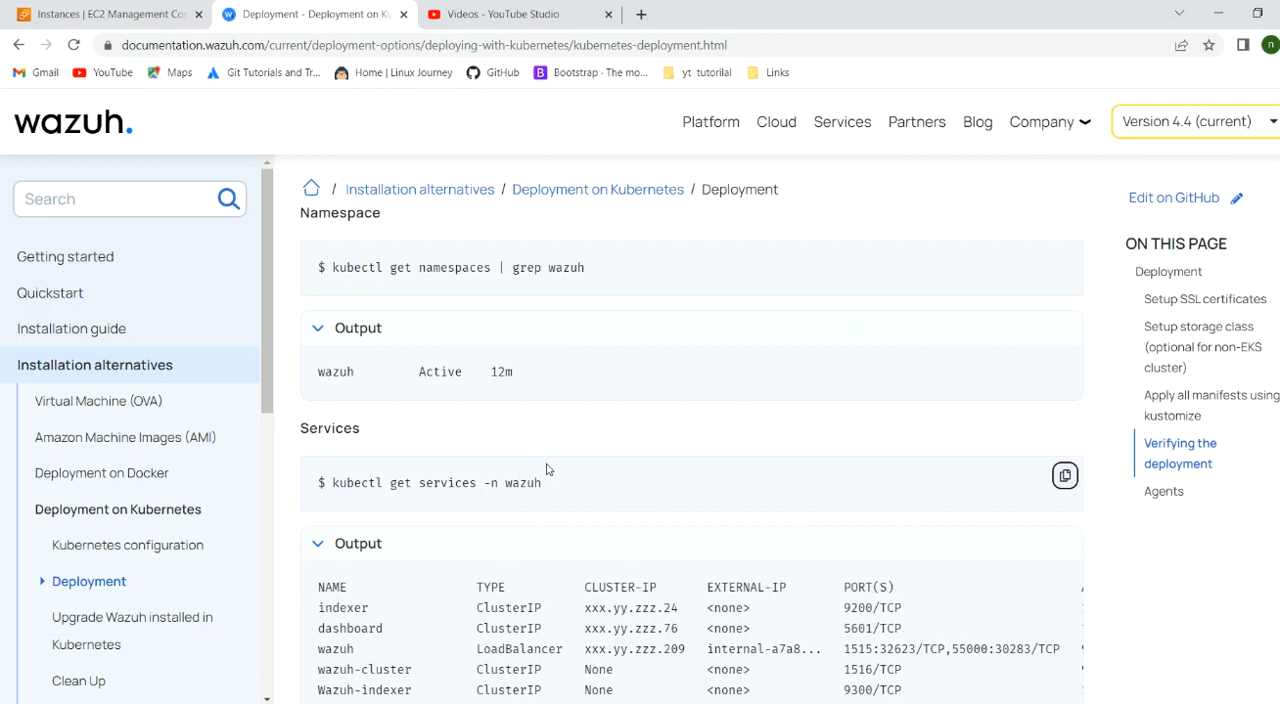 Instances | EC2 Management Co
Deployment - Deployment on Ku
Videos - YouTube Studio
documentation.wazuh.com/current/deployment-options/deploying-with-kubernetes/kubernetes-deployment.html
n
Gmail
YouTube
Maps
Git Tutorials and Tr...
Home | Linux Journey
GitHub
B
Bootstrap · The mo...
yt tutorilal
Links
wazuh.
Platform
Cloud
Services
Partners
Blog
Company
Version 4.4 (current)
Search
Getting started
Quickstart
Installation guide
Installation alternatives
Virtual Machine (OVA)
Amazon Machine Images (AMI)
Deployment on Docker
Deployment on Kubernetes
Kubernetes configuration
Deployment
Upgrade Wazuh installed in
Kubernetes
Clean Up
/ Installation alternatives / Deployment on Kubernetes / Deployment
Namespace
$ kubectl get namespaces | grep wazuh
Output
wazuh Active 12m
Services
$ kubectl get services -n wazuh
Output
NAME TYPE CLUSTER-IP EXTERNAL-IP PORT(S)
indexer ClusterIP xxx.yy.zzz.24 <none> 9200/TCP
dashboard ClusterIP xxx.yy.zzz.76 <none> 5601/TCP
wazuh LoadBalancer xxx.yy.zzz.209 internal-a7a8... 1515:32623/TCP,55000:30283/TCP
wazuh-cluster ClusterIP None <none> 1516/TCP
Wazuh-indexer ClusterIP None <none> 9300/TCP
Edit on GitHub
ON THIS PAGE
Deployment
Setup SSL certificates
Setup storage class
(optional for non-EKS
cluster)
Apply all manifests using
kustomize
Verifying the
deployment
Agents